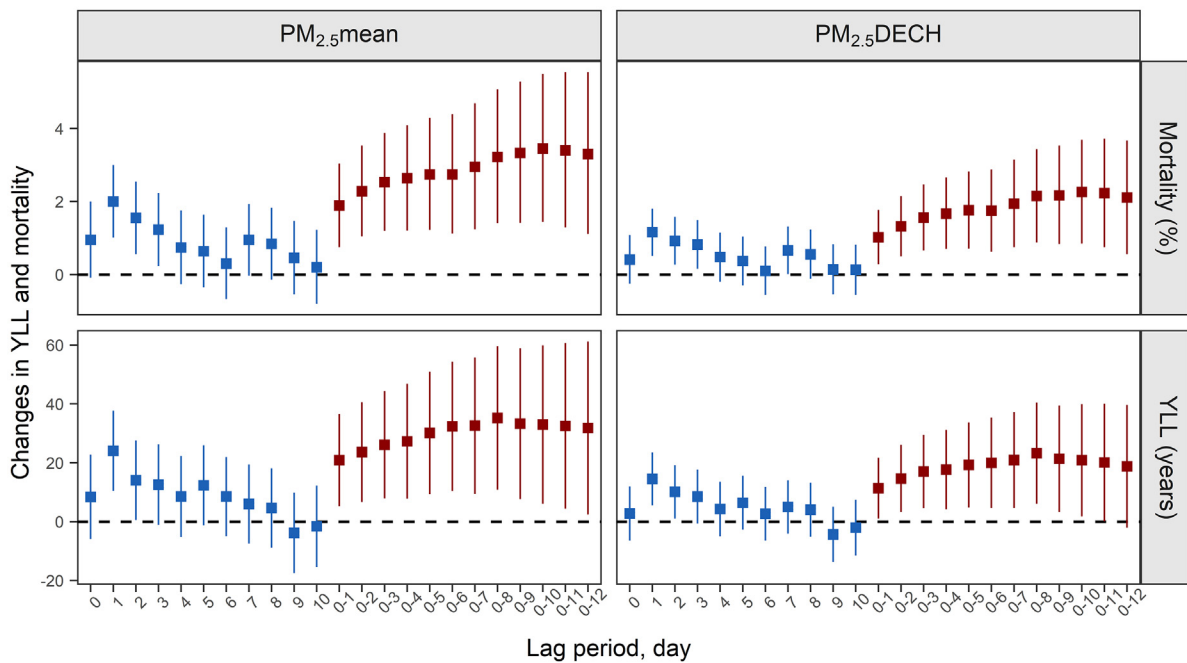 PM₂.₅mean PM₂.₅DECH
Changes in YLL and mortality
4
2
0
Mortality (%)
60
40
20
0
-20
YLL (years)
0 1 2 3 4 5 6 7 8 9 10 0-1 0-2 0-3 0-4 0-5 0-6 0-7 0-8 0-9 0-10 0-11 0-12 0 1 2 3 4 5 6 7 8 9 10 0-1 0-2 0-3 0-4 0-5 0-6 0-7 0-8 0-9 0-10 0-11 0-12
Lag period, day